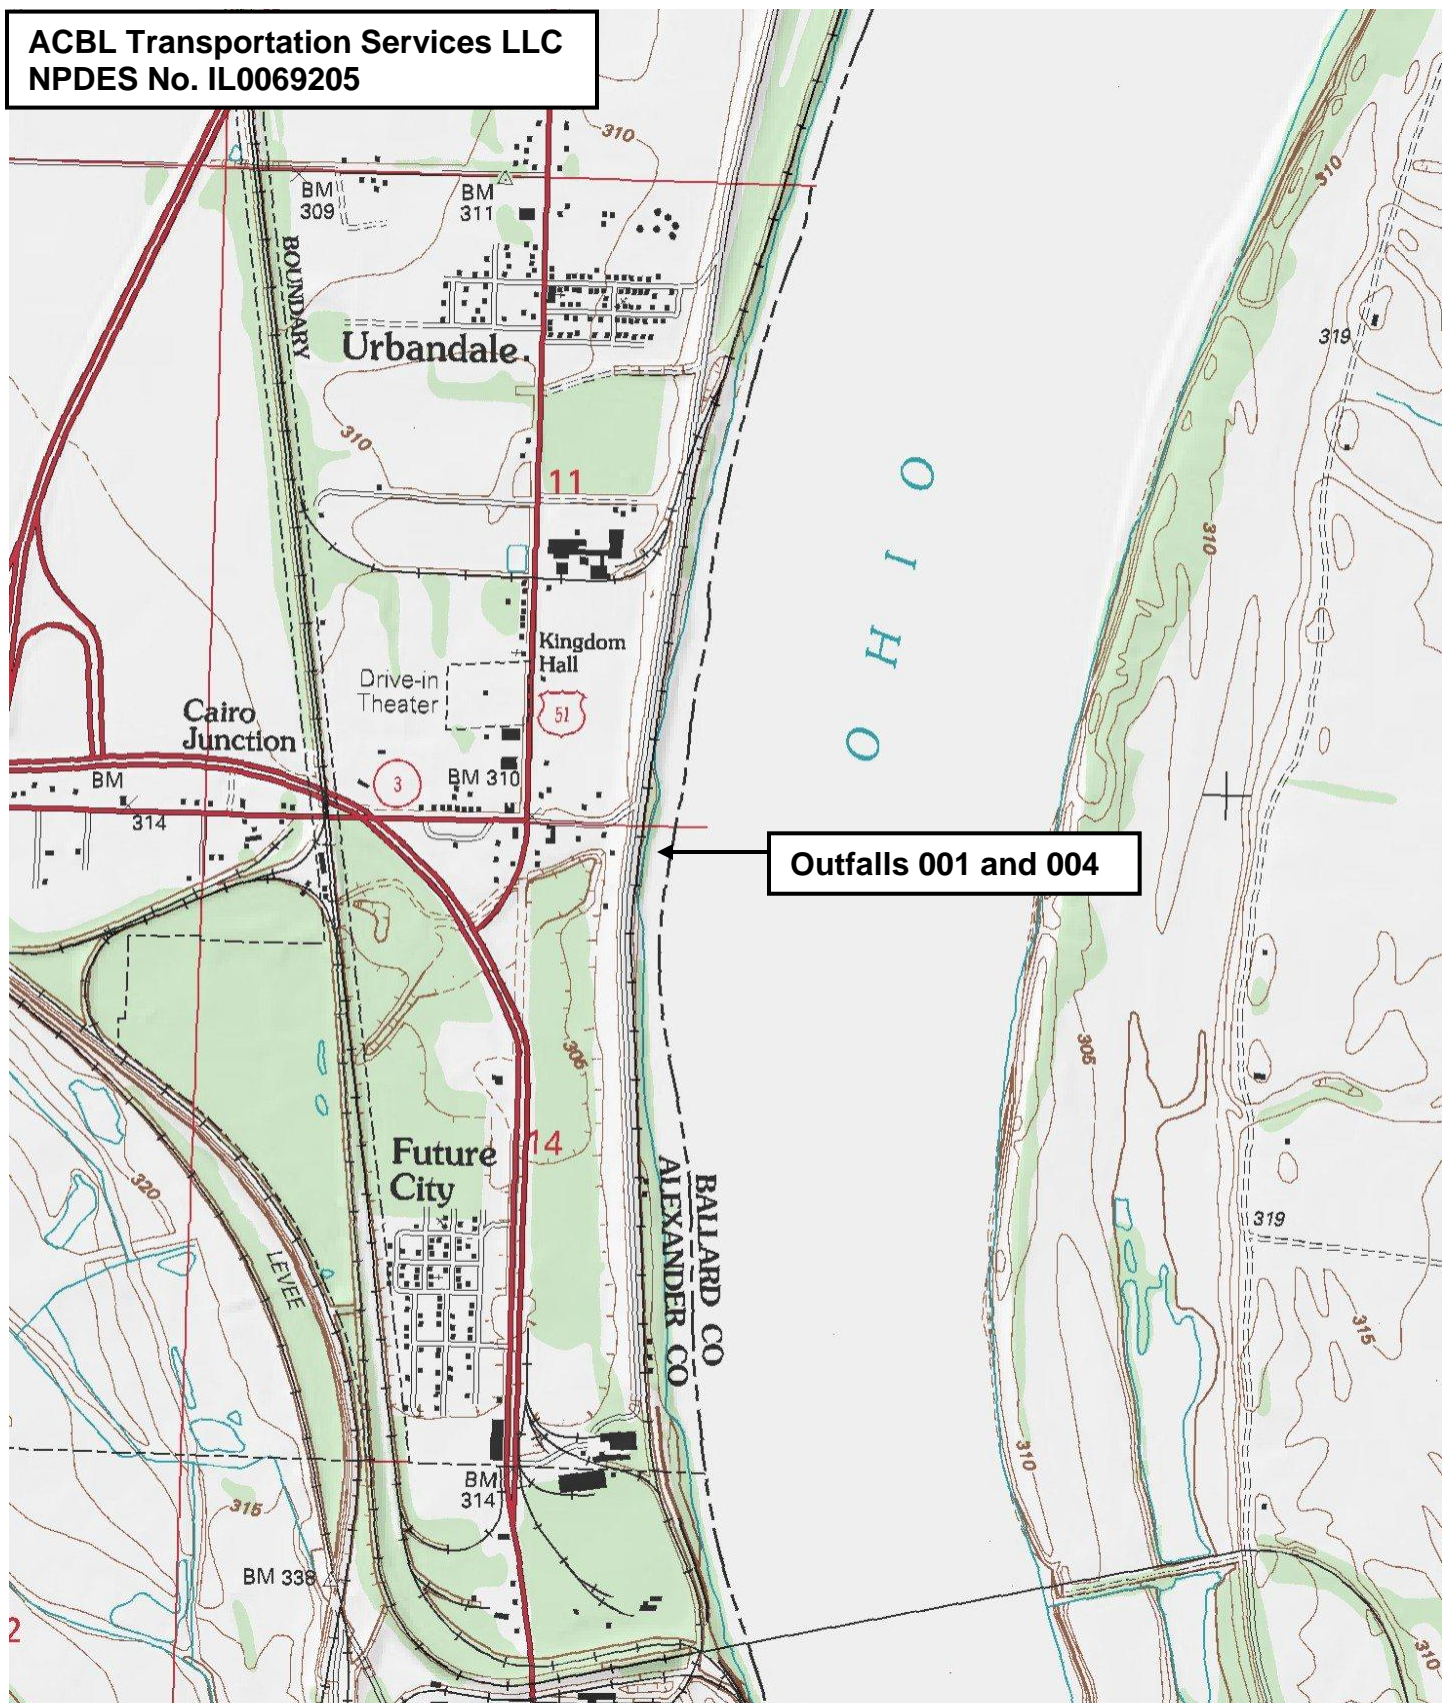 ACBL Transportation Services LLC
NPDES No. IL0069205
310
310
BM
309
BM
311
BOUNDARY
Urbandale
319
310
11
O H I O
310
Kingdom
Hall
Drive-in
Theater
51
Cairo
Junction
BM
3
BM 310
314
Outfalls 001 and 004
305
305
14
Future
City
320
BALLARD CO
ALEXANDER CO
319
LEVEE
315
310
BM
314
315
BM 338
2
310